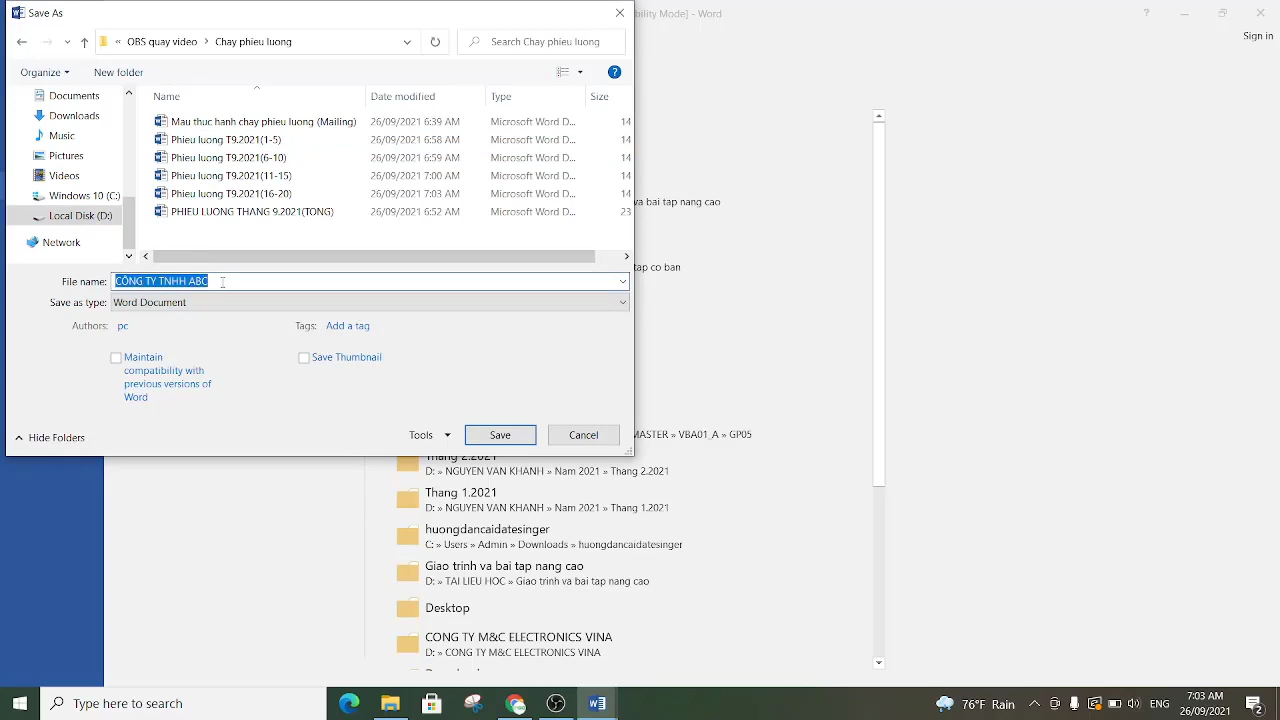 Save As
bility Mode] - Word
?
« OBS quay video › Chay phieu luong
Search Chay phieu luong
Sign in
Organize
New folder
?
Documents
Downloads
Music
Pictures
Videos
Windows 10 (C:)
Local Disk (D:)
Network
Name Date modified Type Size
Mau thuc hanh chay phieu luong (Mailing) 26/09/2021 6:39 AM Microsoft Word D... 14
Phieu luong T9.2021(1-5) 26/09/2021 6:58 AM Microsoft Word D... 14
Phieu luong T9.2021(6-10) 26/09/2021 6:59 AM Microsoft Word D... 14
Phieu luong T9.2021(11-15) 26/09/2021 7:00 AM Microsoft Word D... 14
Phieu luong T9.2021(16-20) 26/09/2021 7:03 AM Microsoft Word D... 14
PHIEU LUONG THANG 9.2021(TONG) 26/09/2021 6:52 AM Microsoft Word D... 23
va bai tap nang cao
tap co ban
File name: CÔNG TY TNHH ABC
Save as type: Word Document
Authors: pc
Tags: Add a tag
Maintain
compatibility with
previous versions of
Word
Save Thumbnail
Hide Folders
Tools
Save
Cancel
MASTER » VBA01_A » GP05
Thang 2.2021
D: » NGUYEN VAN KHANH » Nam 2021 » Thang 2.2021
Thang 1.2021
D: » NGUYEN VAN KHANH » Nam 2021 » Thang 1.2021
huongdancaidatesinger
C: » Users » Admin » Downloads » huongdancaidatesinger
Giao trinh va bai tap nang cao
D: » TAI LIEU HOC » Giao trinh va bai tap nang cao
Desktop
CONG TY M&C ELECTRONICS VINA
D: » CONG TY M&C ELECTRONICS VINA
Type here to search
76°F Rain
ENG
7:03 AM
26/09/2021
2